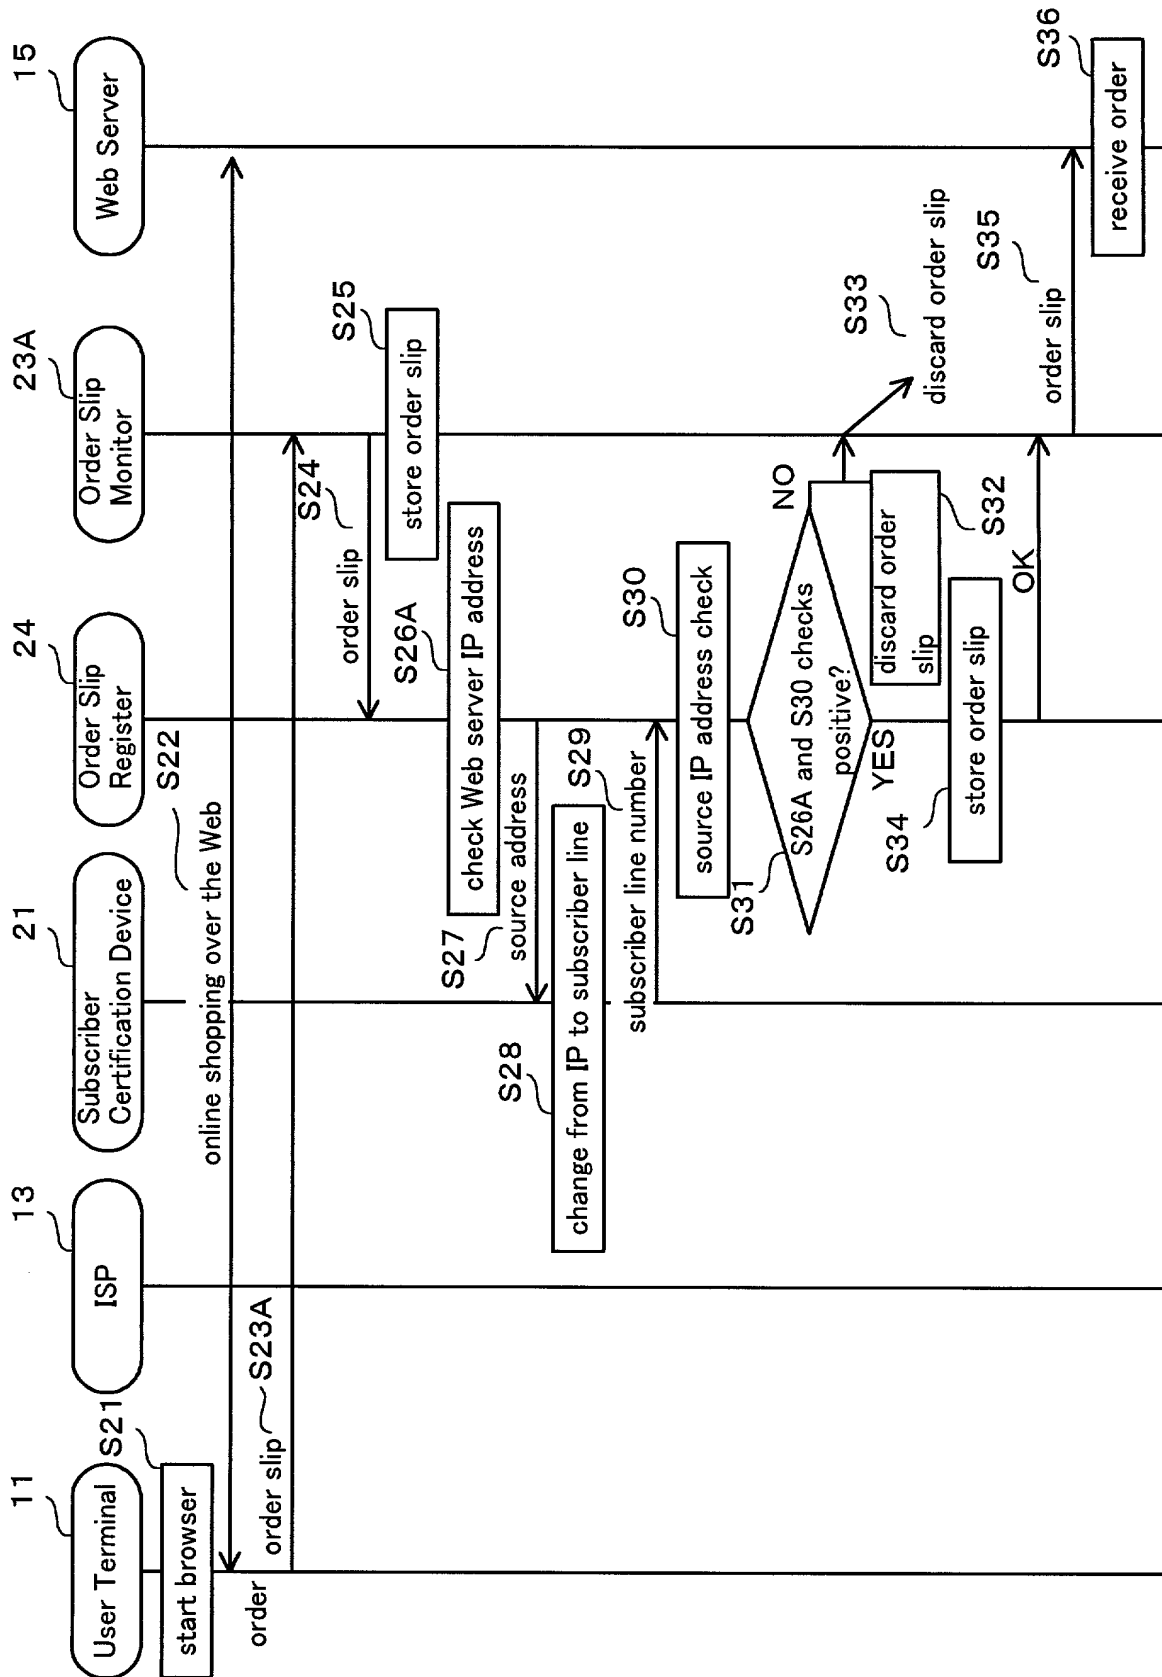 11
User Terminal
13
ISP
21
Subscriber
Certification Device
24
Order Slip
Register
23A
Order Slip
Monitor
15
Web Server
S21
start browser
S22
online shopping over the Web
order
order slip
S23A
S24
order slip
S25
store order slip
S26A
check Web server IP address
S27
source address
S28
change from IP to subscriber line
S29
subscriber line number
S30
source IP address check
S31
S26A and S30 checks
positive?
NO
YES
discard order
slip
S32
S33
discard order slip
S34
store order slip
OK
S35
order slip
S36
receive order